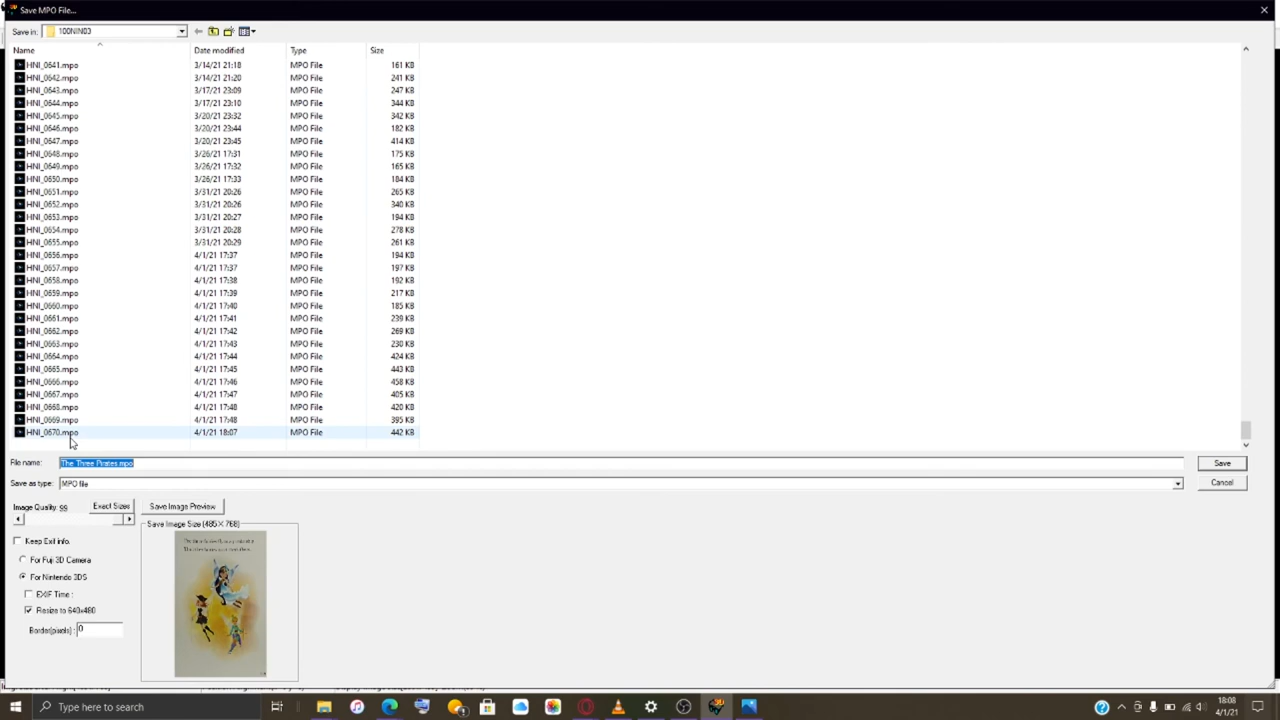 Save MPO File...
Save in: 100NIN03
Name Date modified Type Size
HNI_0641.mpo 3/14/21 21:18 MPO File 161 KB
HNI_0642.mpo 3/14/21 21:20 MPO File 241 KB
HNI_0643.mpo 3/17/21 23:09 MPO File 247 KB
HNI_0644.mpo 3/17/21 23:10 MPO File 344 KB
HNI_0645.mpo 3/20/21 23:32 MPO File 342 KB
HNI_0646.mpo 3/20/21 23:44 MPO File 182 KB
HNI_0647.mpo 3/20/21 23:45 MPO File 414 KB
HNI_0648.mpo 3/26/21 17:31 MPO File 175 KB
HNI_0649.mpo 3/26/21 17:32 MPO File 165 KB
HNI_0650.mpo 3/26/21 17:33 MPO File 184 KB
HNI_0651.mpo 3/31/21 20:26 MPO File 265 KB
HNI_0652.mpo 3/31/21 20:26 MPO File 340 KB
HNI_0653.mpo 3/31/21 20:27 MPO File 194 KB
HNI_0654.mpo 3/31/21 20:28 MPO File 278 KB
HNI_0655.mpo 3/31/21 20:29 MPO File 261 KB
HNI_0656.mpo 4/1/21 17:37 MPO File 194 KB
HNI_0657.mpo 4/1/21 17:37 MPO File 197 KB
HNI_0658.mpo 4/1/21 17:38 MPO File 192 KB
HNI_0659.mpo 4/1/21 17:39 MPO File 217 KB
HNI_0660.mpo 4/1/21 17:40 MPO File 185 KB
HNI_0661.mpo 4/1/21 17:41 MPO File 239 KB
HNI_0662.mpo 4/1/21 17:42 MPO File 269 KB
HNI_0663.mpo 4/1/21 17:43 MPO File 230 KB
HNI_0664.mpo 4/1/21 17:44 MPO File 424 KB
HNI_0665.mpo 4/1/21 17:45 MPO File 443 KB
HNI_0666.mpo 4/1/21 17:46 MPO File 458 KB
HNI_0667.mpo 4/1/21 17:47 MPO File 405 KB
HNI_0668.mpo 4/1/21 17:48 MPO File 420 KB
HNI_0669.mpo 4/1/21 17:48 MPO File 395 KB
HNI_0670.mpo 4/1/21 18:07 MPO File 442 KB
File name: The Three Pirates.mpo Save
Save as type: MPO file Cancel
Image Quality 99 Exact Sizes Save Image Preview
Save Image Size (485×768)
Keep Exif info.
For Fuji 3D Camera
For Nintendo 3DS
EXIF Time :
Resize to 640x480
Border(pixels) : 0
Type here to search
18:08
4/1/21